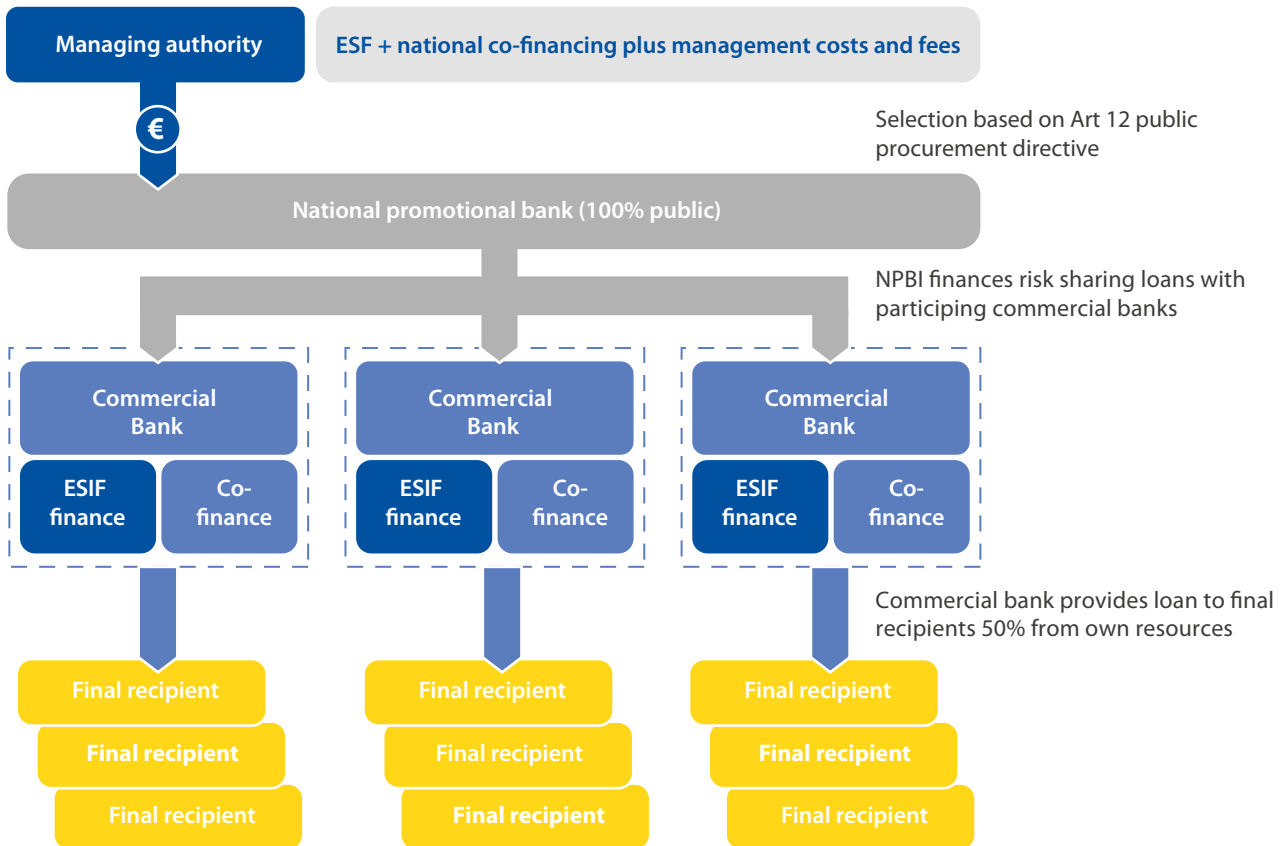 Managing authority
ESF + national co-financing plus management costs and fees
€
Selection based on Art 12 public
procurement directive
National promotional bank (100% public)
NPBI finances risk sharing loans with
participing commercial banks
Commercial
Bank
ESIF
finance
Co-
finance
Commercial
Bank
ESIF
finance
Co-
finance
Commercial
Bank
ESIF
finance
Co-
finance
Commercial bank provides loan to final
recipients 50% from own resources
Final recipient
Final recipient
Final recipient
Final recipient
Final recipient
Final recipient
Final recipient
Final recipient
Final recipient